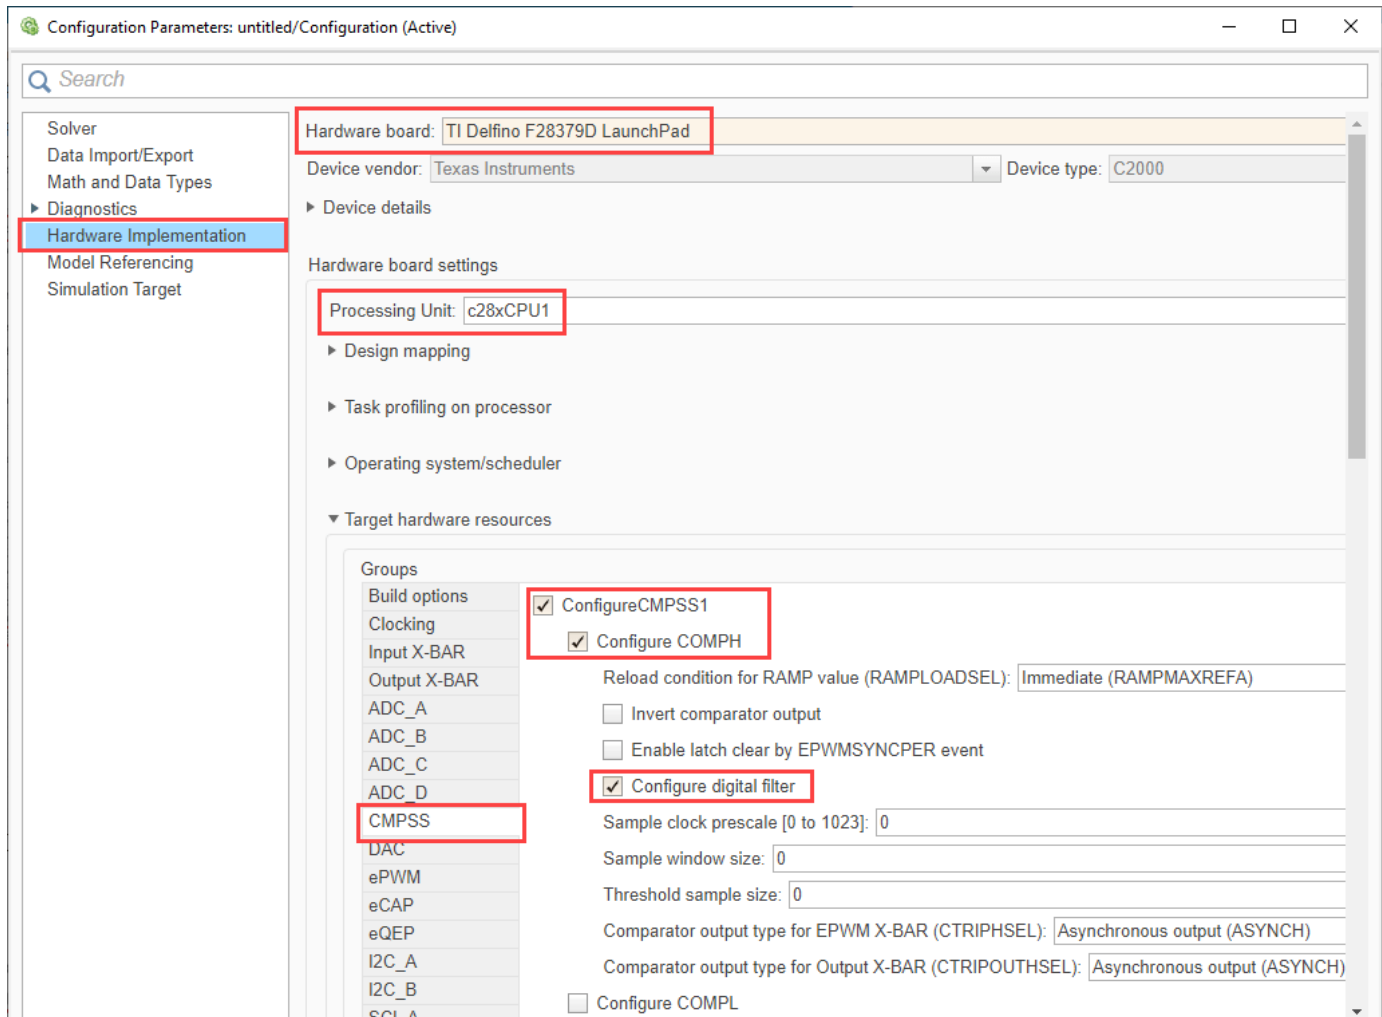 Configuration Parameters: untitled/Configuration (Active)
Search
Solver
Data Import/Export
Math and Data Types
Diagnostics
Hardware Implementation
Model Referencing
Simulation Target
Hardware board: TI Delfino F28379D LaunchPad
Device vendor: Texas Instruments Device type: C2000
Device details
Hardware board settings
Processing Unit: c28xCPU1
Design mapping
Task profiling on processor
Operating system/scheduler
Target hardware resources
Groups
Build options
Clocking
Input X-BAR
Output X-BAR
ADC_A
ADC_B
ADC_C
ADC_D
CMPSS
DAC
ePWM
eCAP
eQEP
I2C_A
I2C_B
SCI_A
ConfigureCMPSS1
Configure COMPH
Reload condition for RAMP value (RAMPLOADSEL): Immediate (RAMPMAXREFA)
Invert comparator output
Enable latch clear by EPWMSYNCPER event
Configure digital filter
Sample clock prescale [0 to 1023]: 0
Sample window size: 0
Threshold sample size: 0
Comparator output type for EPWM X-BAR (CTRIPHSEL): Asynchronous output (ASYNCH)
Comparator output type for Output X-BAR (CTRIPOUTHSEL): Asynchronous output (ASYNCH)
Configure COMPL